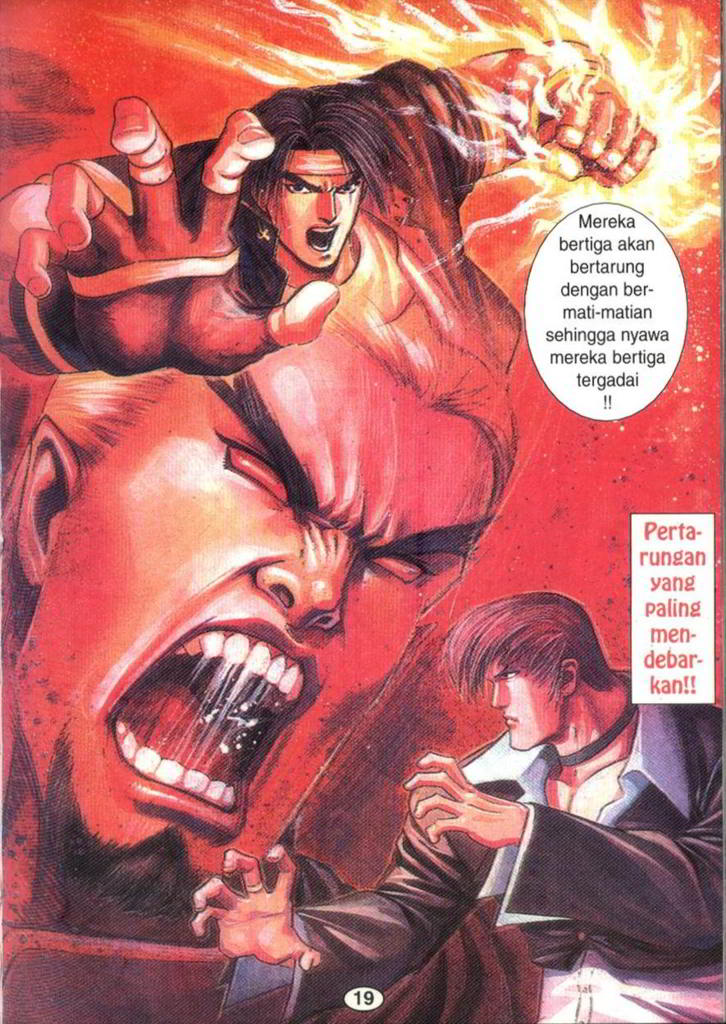 Mereka
bertiga akan
bertarung
dengan ber-
mati-matian
sehingga nyawa
mereka bertiga
tergadai
!!
Perta-
rungan
yang
paling
men-
debar-
kan!!
19